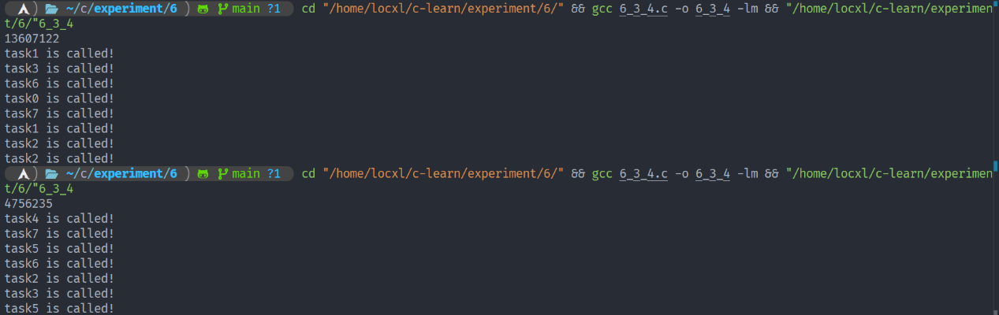 ) ~/c/experiment/6 ) main ?1 cd "/home/locxl/c-learn/experiment/6/" && gcc 6_3_4.c -o 6_3_4 -lm && "/home/locxl/c-learn/experimen
t/6/"6_3_4
13607122
task1 is called!
task3 is called!
task6 is called!
task0 is called!
task7 is called!
task1 is called!
task2 is called!
task2 is called!
) ~/c/experiment/6 ) main ?1 cd "/home/locxl/c-learn/experiment/6/" && gcc 6_3_4.c -o 6_3_4 -lm && "/home/locxl/c-learn/experimen
t/6/"6_3_4
4756235
task4 is called!
task7 is called!
task5 is called!
task6 is called!
task2 is called!
task3 is called!
task5 is called!